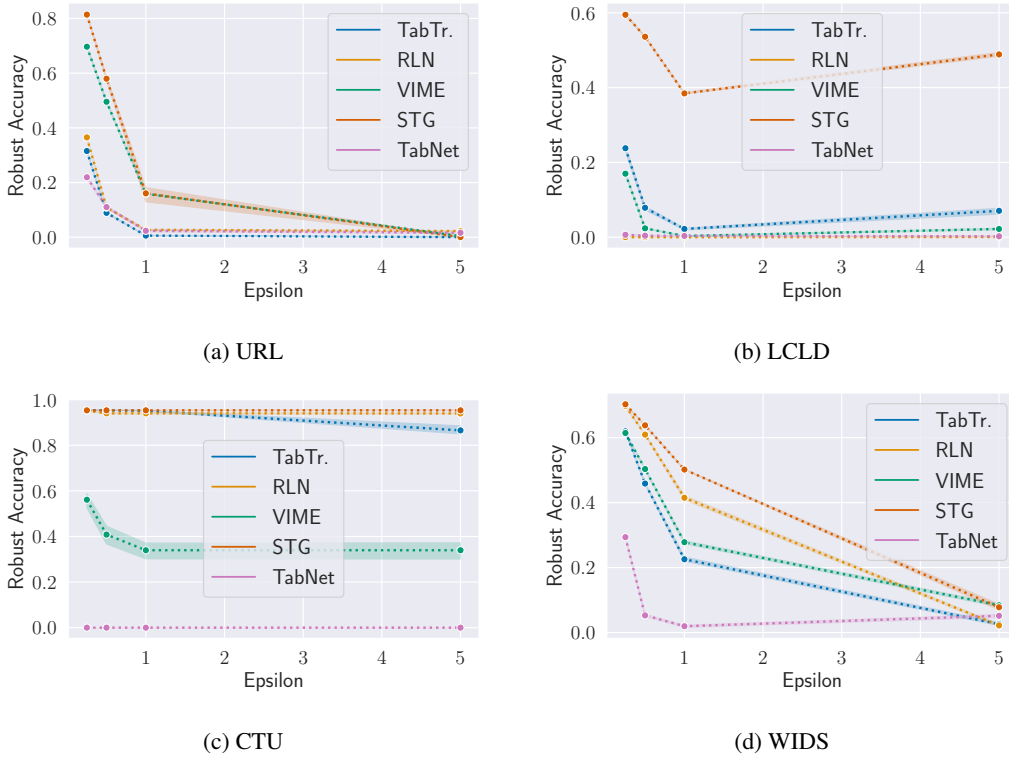 0.8
0.6
0.4
0.2
0.0
Robust Accuracy
TabTr.
RLN
VIME
STG
TabNet
1 2 3 4 5
Epsilon
(a) URL
0.6
0.4
0.2
0.0
Robust Accuracy
TabTr.
RLN
VIME
STG
TabNet
1 2 3 4 5
Epsilon
(b) LCLD
1.0
0.8
0.6
0.4
0.2
0.0
Robust Accuracy
TabTr.
RLN
VIME
STG
TabNet
1 2 3 4 5
Epsilon
(c) CTU
0.6
0.4
0.2
0.0
Robust Accuracy
TabTr.
RLN
VIME
STG
TabNet
1 2 3 4 5
Epsilon
(d) WIDS